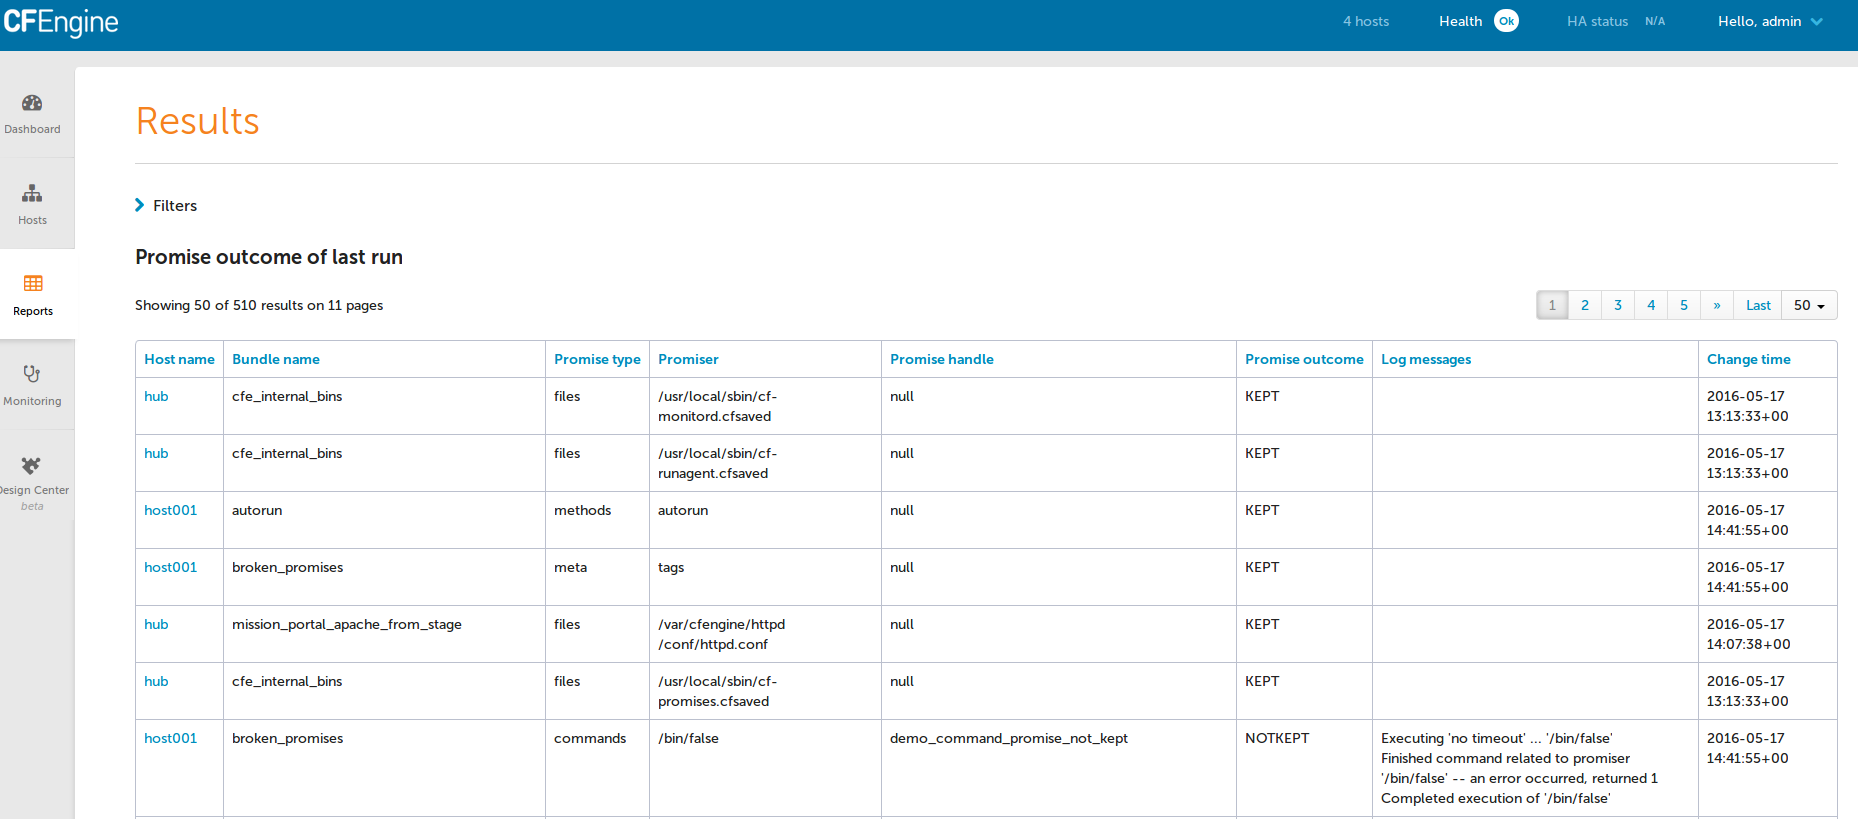 CFEngine
4 hosts Health Ok HA status N/A Hello, admin
Dashboard
Hosts
Reports
Monitoring
Design Center
beta
Results
Filters
Promise outcome of last run
Showing 50 of 510 results on 11 pages
1 2 3 4 5 » Last 50
Host name Bundle name Promise type Promiser Promise handle Promise outcome Log messages Change time
hub cfe_internal_bins files /usr/local/sbin/cf- null KEPT 2016-05-17
monitord.cfsaved 13:13:33+00
hub cfe_internal_bins files /usr/local/sbin/cf- null KEPT 2016-05-17
runagent.cfsaved 13:13:33+00
host001 autorun methods autorun null KEPT 2016-05-17
14:41:55+00
host001 broken_promises meta tags null KEPT 2016-05-17
14:41:55+00
hub mission_portal_apache_from_stage files /var/cfengine/httpd null KEPT 2016-05-17
/conf/httpd.conf 14:07:38+00
hub cfe_internal_bins files /usr/local/sbin/cf- null KEPT 2016-05-17
promises.cfsaved 13:13:33+00
host001 broken_promises commands /bin/false demo_command_promise_not_kept NOTKEPT Executing 'no timeout' ... '/bin/false' 2016-05-17
Finished command related to promiser 14:41:55+00
'/bin/false' -- an error occurred, returned 1
Completed execution of '/bin/false'